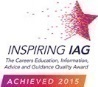 INSPIRING IAG
The Careers Education, Information,
Advice and Guidance Quality Award
ACHIEVED 2015